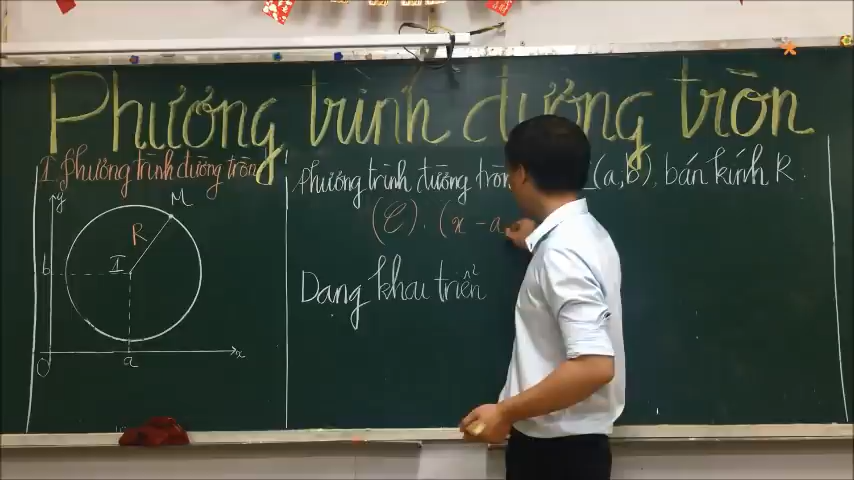 Phương trình đường tròn
I. phương trình đường tròn
phương trình đường tròn I(a;b), bán kính R.
(C). (x - a
Dạng khai triển
y
M
R
b
I
O
a
x